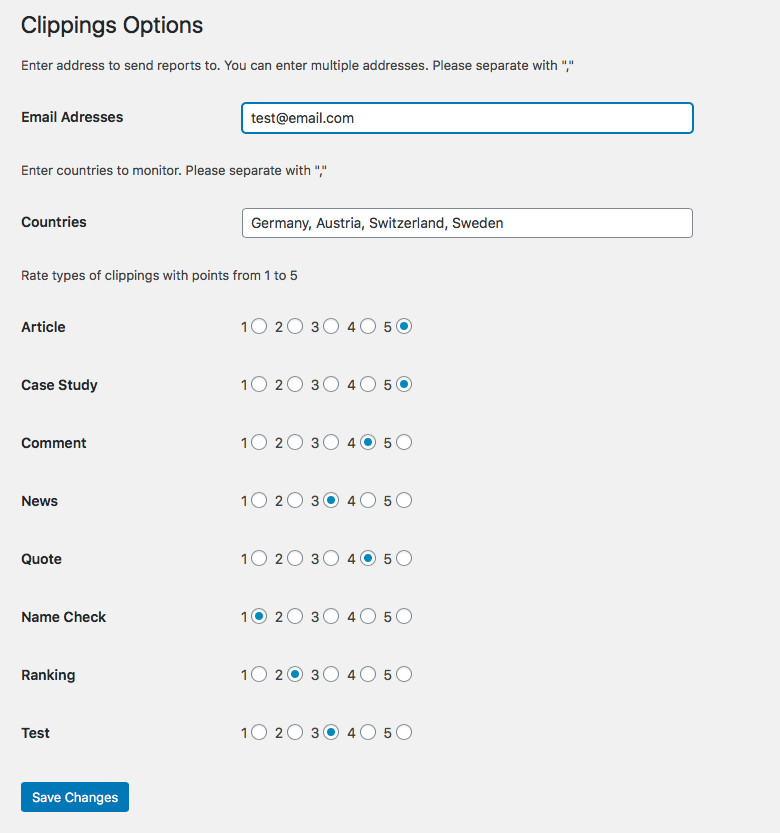 Clippings Options
Enter address to send reports to. You can enter multiple addresses. Please separate with ","
Email Adresses test@email.com
Enter countries to monitor. Please separate with ","
Countries Germany, Austria, Switzerland, Sweden
Rate types of clippings with points from 1 to 5
Article 1 2 3 4 5
Case Study 1 2 3 4 5
Comment 1 2 3 4 5
News 1 2 3 4 5
Quote 1 2 3 4 5
Name Check 1 2 3 4 5
Ranking 1 2 3 4 5
Test 1 2 3 4 5
Save Changes